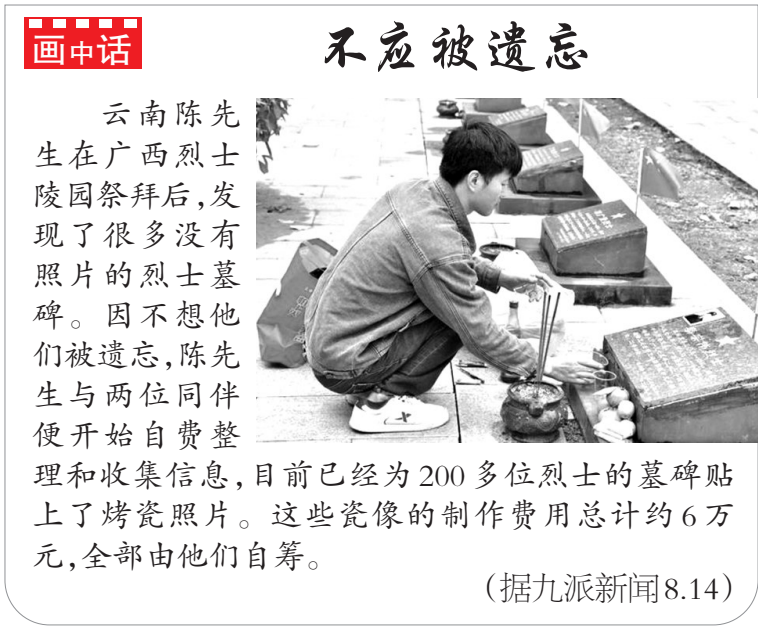 画中话
不应被遗忘
云南陈先
生在广西烈士
陵园祭拜后,发
现了很多没有
照片的烈士墓
碑。因不想他
们被遗忘,陈先
生与两位同伴
便开始自费整
理和收集信息,目前已经为200多位烈士的墓碑贴
上了烤瓷照片。这些瓷像的制作费用总计约6万
元,全部由他们自筹。
(据九派新闻8.14)